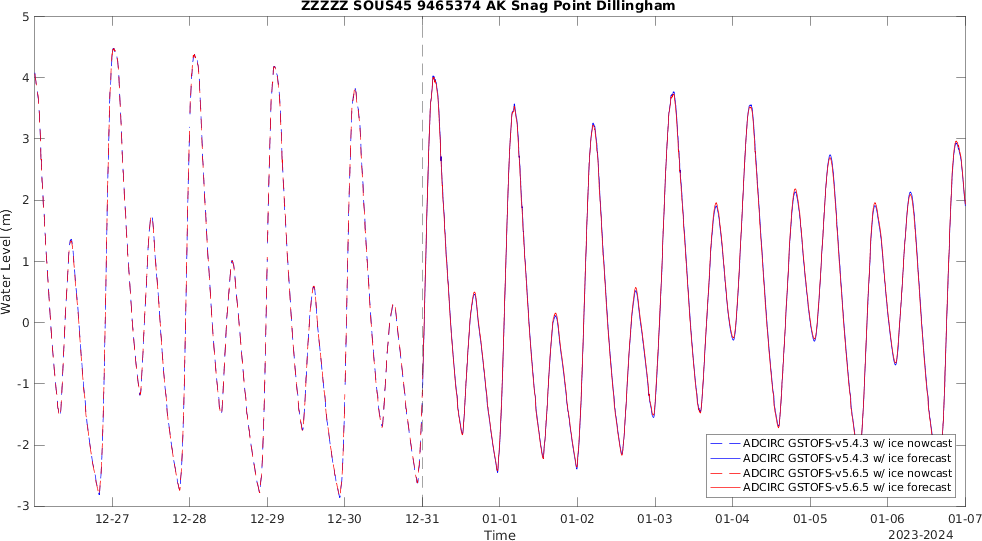 ZZZZZ SOUS45 9465374 AK Snag Point Dillingham
5
4
3
2
1
0
-1
-2
-3
Water Level (m)
12-27 12-28 12-29 12-30 12-31 01-01 01-02 01-03 01-04 01-05 01-06 01-07
Time
2023-2024
ADCIRC GSTOFS-v5.4.3 w/ ice nowcast
ADCIRC GSTOFS-v5.4.3 w/ ice forecast
ADCIRC GSTOFS-v5.6.5 w/ ice nowcast
ADCIRC GSTOFS-v5.6.5 w/ ice forecast